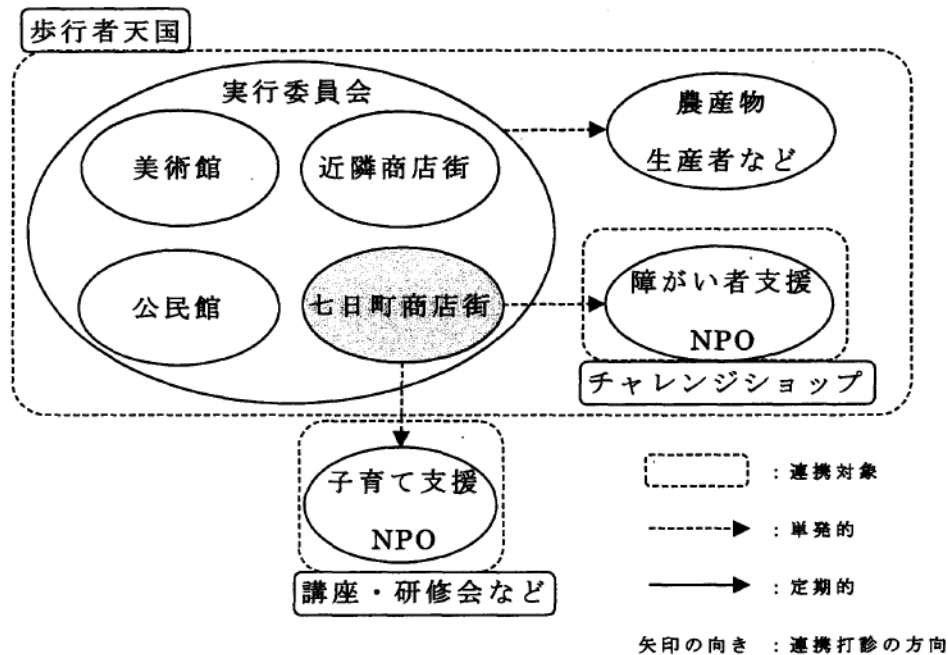 歩行者天国
実行委員会
美術館
近隣商店街
農産物
生産者など
公民館
七日町商店街
障がい者支援
NPO
チャレンジショップ
子育て支援
NPO
講座・研修会など
：連携対象
：単発的
：定期的
矢印の向き ：連携打診の方向